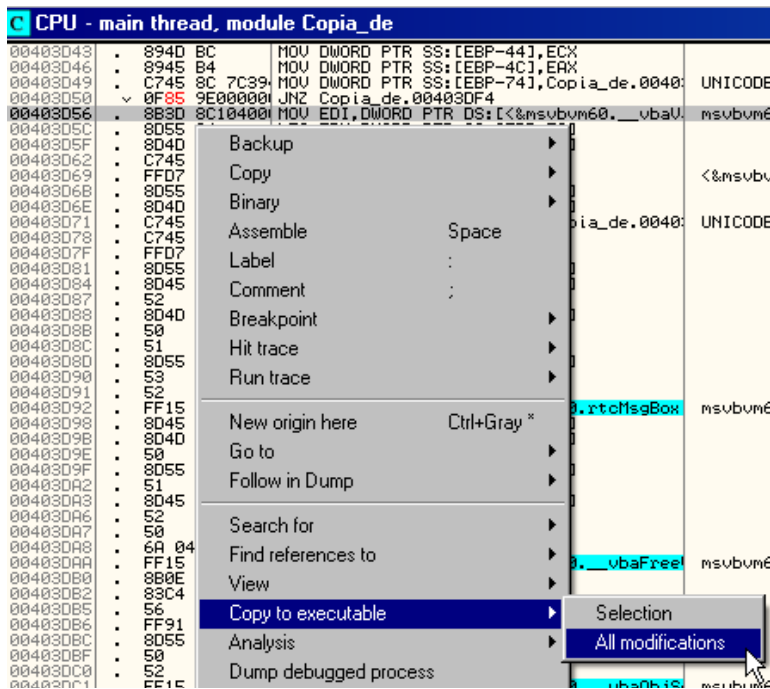 C CPU - main thread, module Copia_de
00403D43 . 894D BC MOV DWORD PTR SS:[EBP-44],ECX
00403D46 . 8945 B4 MOV DWORD PTR SS:[EBP-4C],EAX
00403D49 . C745 8C 7C39 MOV DWORD PTR SS:[EBP-74],Copia_de.0040 UNICODE
00403D50 . 0F85 9E000000 JNZ Copia_de.00403DF4
00403D56 . 8B3D 8C104000 MOV EDI,DWORD PTR DS:[<&msvbvm60.__vbaV msvbvm6
00403D5C . 8D55
00403D5F . 8D4D Backup
00403D62 . C745
00403D69 . FFD7 Copy <&msvbv
00403D6B . 8D55
00403D6E . 8D4D Binary
00403D71 . C745 ia_de.0040 UNICODE
00403D78 . C745 Assemble Space
00403D7F . FFD7
00403D81 . 8D55 Label :
00403D84 . 8D45
00403D87 . 52 Comment ;
00403D88 . 8D4D
00403D8B . 50 Breakpoint
00403D8C . 51
00403D8D . 8D55 Hit trace
00403D90 . 53
00403D91 . 52 Run trace
00403D92 . FF15 .rtcMsgBox msvbvm6
00403D98 . 8D45
00403D9B . 8D4D New origin here Ctrl+Gray *
00403D9E . 50 Go to
00403D9F . 8D55
00403DA2 . 51 Follow in Dump
00403DA3 . 8D45
00403DA6 . 52 Search for
00403DA7 . 50
00403DA8 . 6A 04 Find references to
00403DAA . FF15 .__vbaFree msvbvm6
00403DB0 . 8B0E View
00403DB2 . 83C4
00403DB5 . 56 Copy to executable Selection
00403DB6 . FF91
00403DBC . 8D55 Analysis All modifications
00403DBF . 50
00403DC0 . 52 Dump debugged process
00403DC1 . FF15 .__vbaObjS msvbvm6